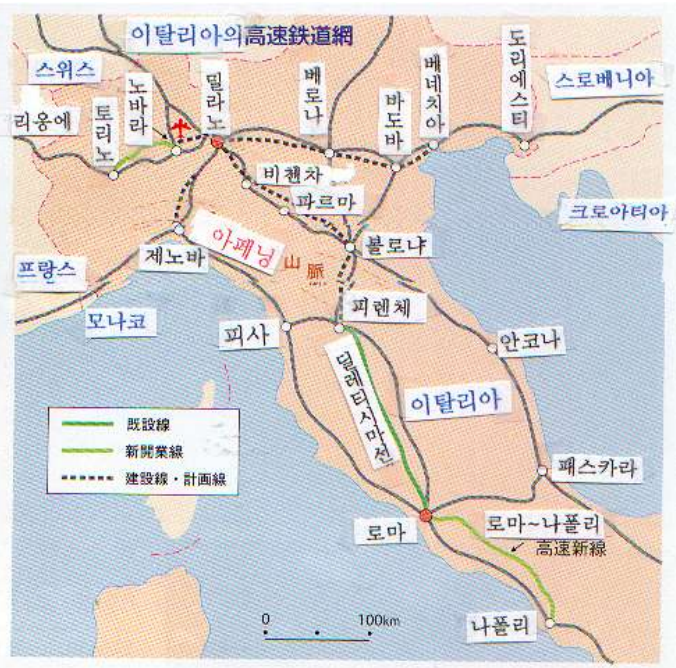 이탈리아의高速鉄道網
스위스
노바라
밀라노
베로나
바도바
베네치아
도리에스티
스로베니아
리옹에
토리노
비첸차
파르마
크로아티아
아페닝山脈
볼로냐
제노바
프랑스
모나코
피사
피렌체
안코나
딜레티시마선
이탈리아
既設線
新開業線
建設線・計画線
패스카라
로마
로마~나폴리
高速新線
0 100km
나폴리